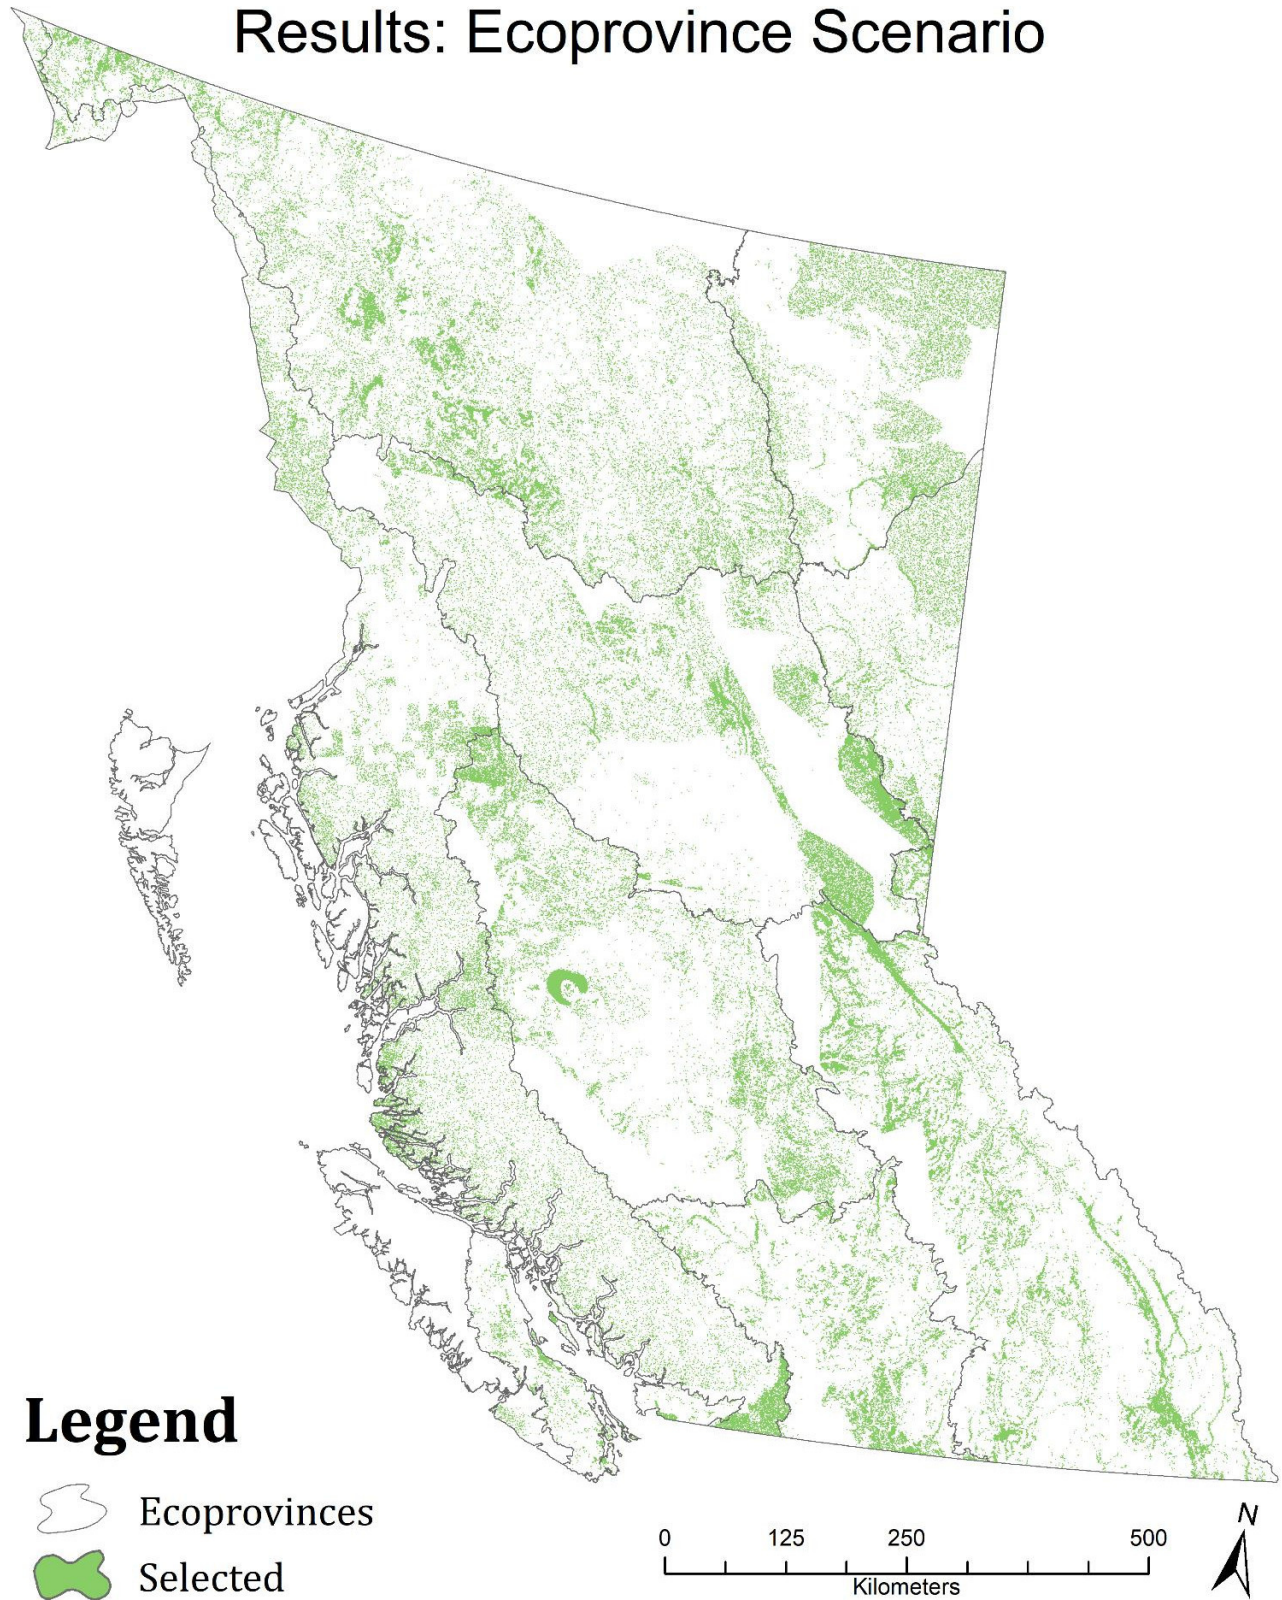 Results: Ecoprovince Scenario
Legend
Ecoprovinces
Selected
0 125 250 500
Kilometers
N